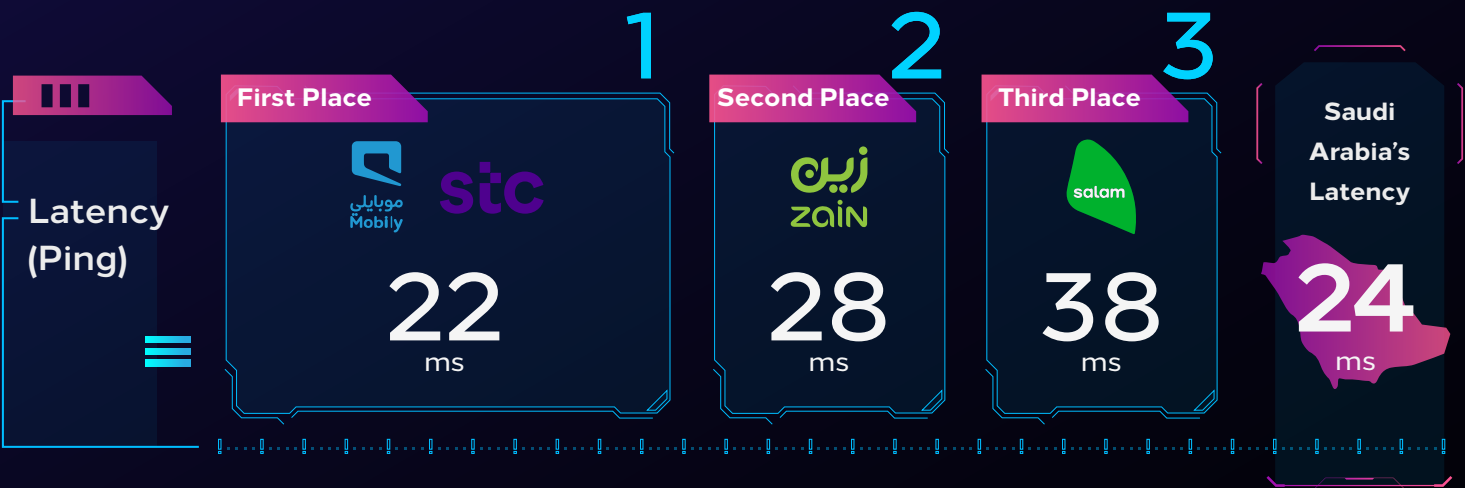 Latency
(Ping)
1
First Place
موبايلي
Mobily
stc
22
ms
2
Second Place
زين
zain
28
ms
3
Third Place
salam
38
ms
Saudi
Arabia’s
Latency
24
ms